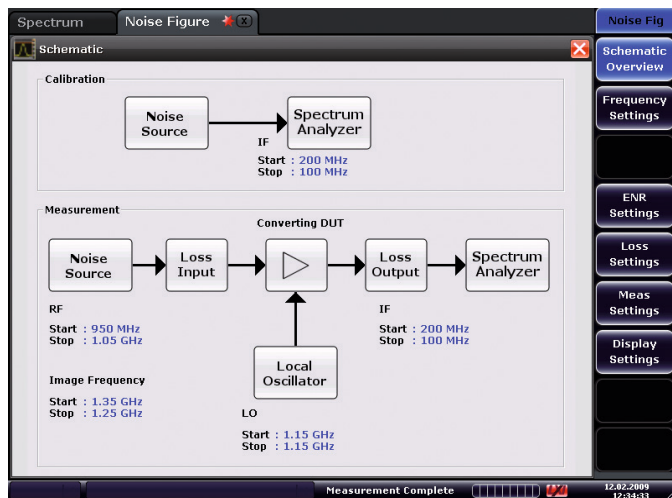 Spectrum
Noise Figure
x
Noise Fig
Schematic
Schematic Overview
Frequency Settings
ENR Settings
Loss Settings
Meas Settings
Display Settings
Calibration
Noise Source
Spectrum Analyzer
IF
Start : 200 MHz
Stop : 100 MHz
Measurement
Converting DUT
Noise Source
Loss Input
Loss Output
Spectrum Analyzer
RF
Start : 950 MHz
Stop : 1.05 GHz
IF
Start : 200 MHz
Stop : 100 MHz
Image Frequency
Start : 1.35 GHz
Stop : 1.25 GHz
Local Oscillator
LO
Start : 1.15 GHz
Stop : 1.15 GHz
Measurement Complete
12.02.2009
12:34:33